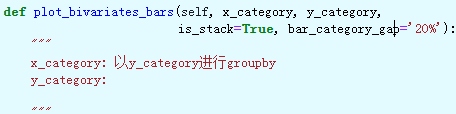 def plot_bivariates_bars(self, x_category, y_category,
is_stack=True, bar_category_gap='20%'):
"""
x_category: 以y_category进行groupby
y_category:
"""